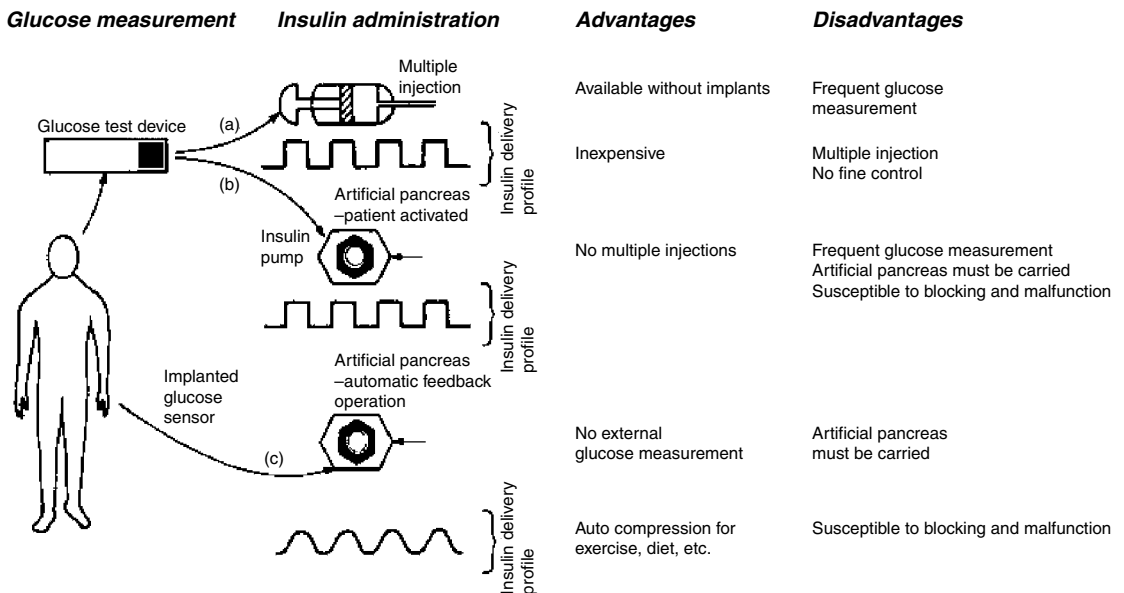 Glucose measurement
Insulin administration
Advantages
Disadvantages
Multiple
injection
Available without implants
Frequent glucose
measurement
Glucose test device
(a)
Insulin delivery
profile
Inexpensive
Multiple injection
No fine control
(b)
Artificial pancreas
–patient activated
Insulin
pump
No multiple injections
Frequent glucose measurement
Artificial pancreas must be carried
Susceptible to blocking and malfunction
Insulin delivery
profile
Artificial pancreas
–automatic feedback
operation
Implanted
glucose
sensor
(c)
No external
glucose measurement
Artificial pancreas
must be carried
Insulin delivery
profile
Auto compression for
exercise, diet, etc.
Susceptible to blocking and malfunction